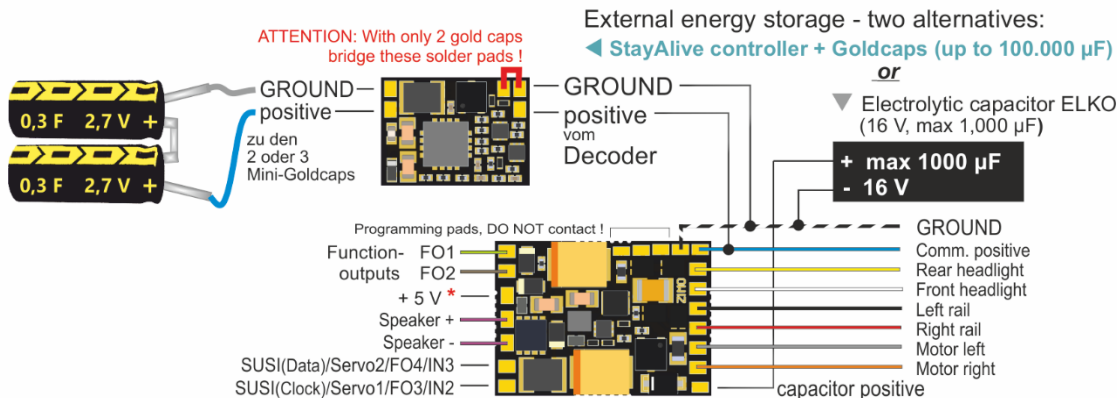 External energy storage - two alternatives:
◀ StayAlive controller + Goldcaps (up to 100.000 µF)
or
▼ Electrolytic capacitor ELKO
(16 V, max 1,000 µF)
+ max 1000 µF
- 16 V
ATTENTION: With only 2 gold caps
bridge these solder pads !
0,3 F 2,7 V +
0,3 F 2,7 V +
GROUND
positive
zu den
2 oder 3
Mini-Goldcaps
GROUND
positive
vom
Decoder
Programming pads, DO NOT contact !
Function-
outputs
FO1
FO2
+ 5 V *
Speaker +
Speaker -
SUSI(Data)/Servo2/FO4/IN3
SUSI(Clock)/Servo1/FO3/IN2
ZIMO
GROUND
Comm. positive
Rear headlight
Front headlight
Left rail
Right rail
Motor left
Motor right
capacitor positive